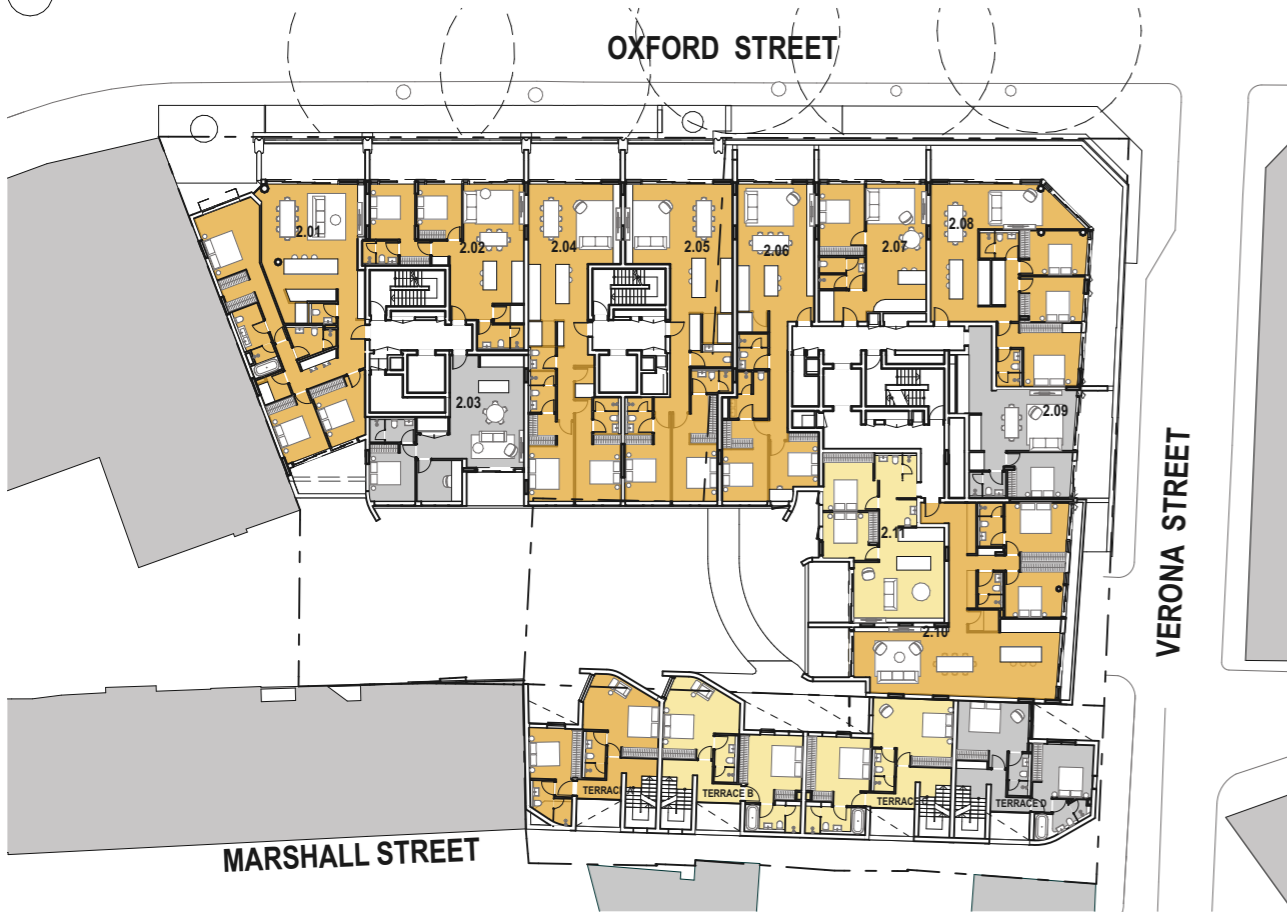 OXFORD STREET
2.01
2.02
2.04
2.05
2.06
2.07
2.08
2.03
2.09
2.11
2.10
VERONA STREET
TERRACE B
TERRACE D
MARSHALL STREET